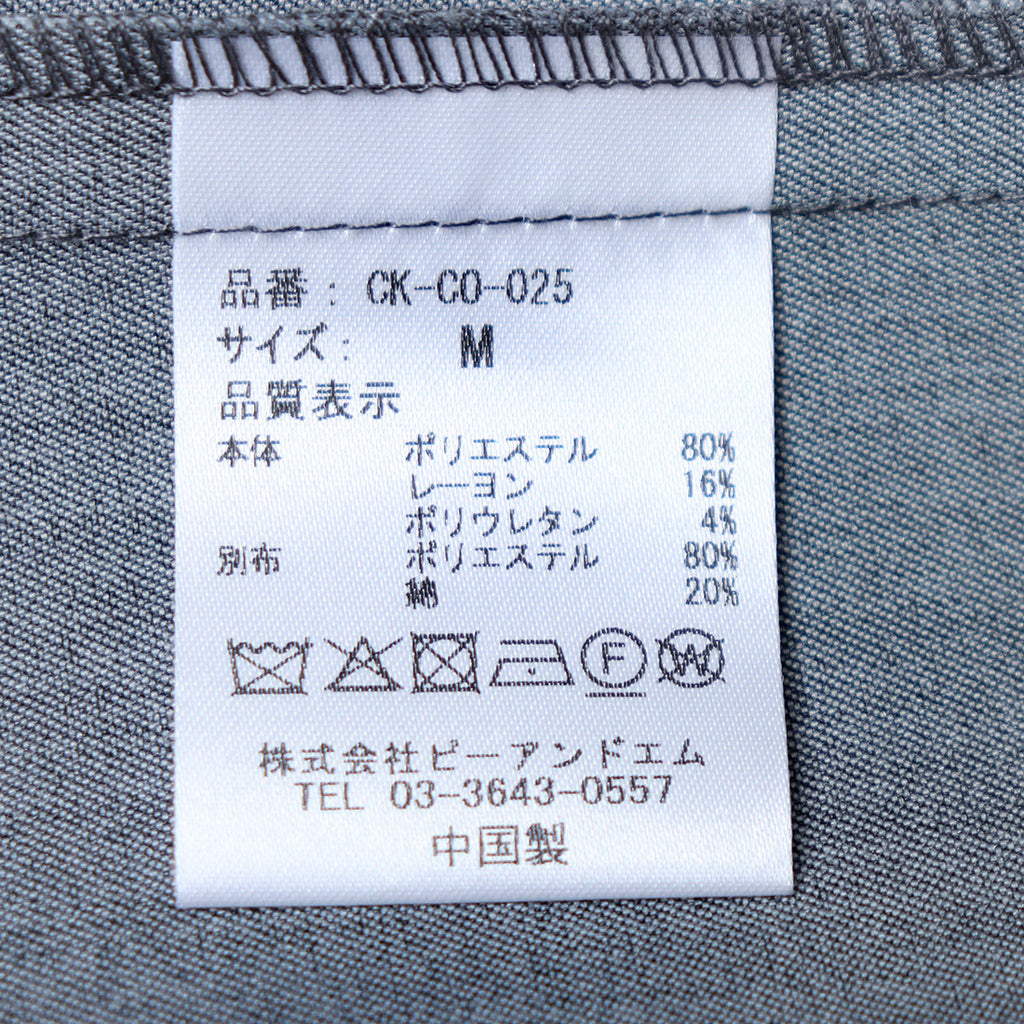 品番： CK-CO-025
サイズ： M
品質表示
本体 ポリエステル 80%
レーヨン 16%
ポリウレタン 4%
別布 ポリエステル 80%
綿 20%
F W
株式会社ピーアンドエム
TEL 03-3643-0557
中国製